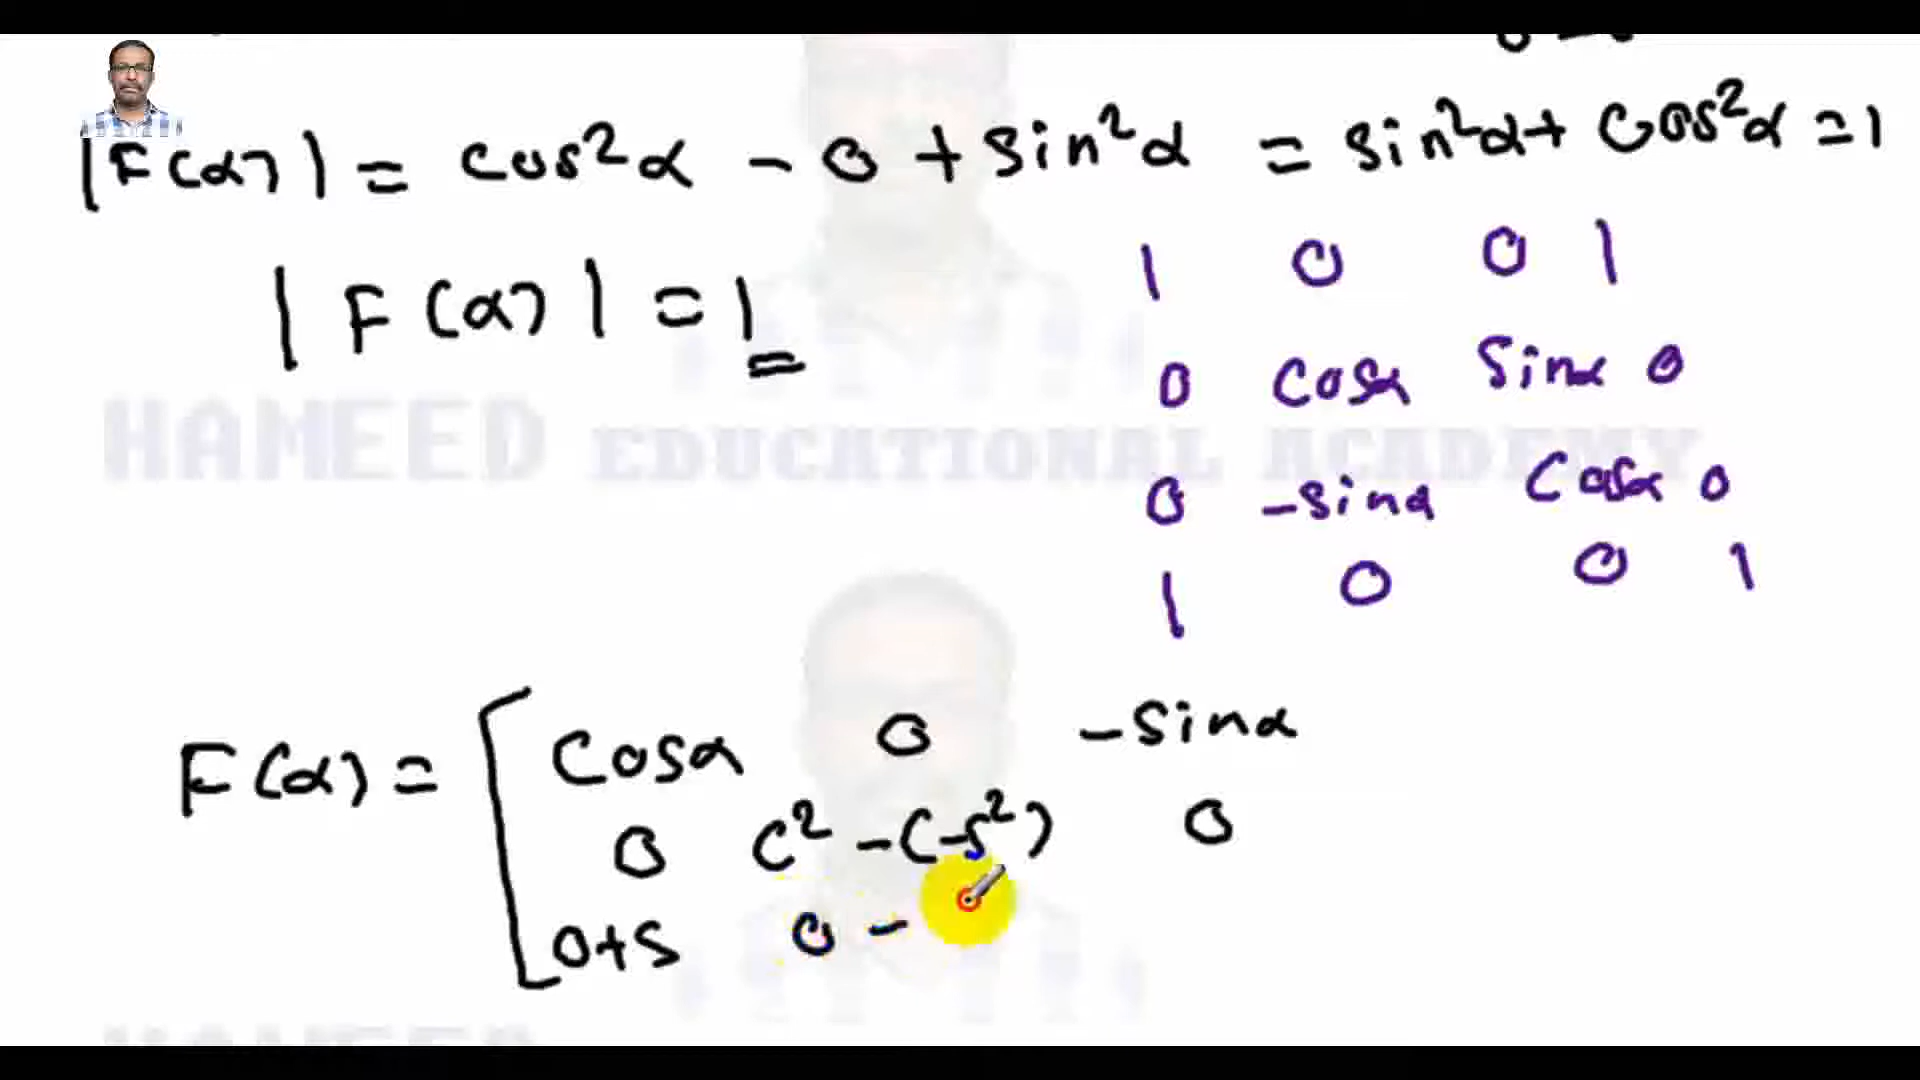 |F(α)| = cos²α - 0 + sin²α = sin²α + cos²α = 1
|F(α)| = 1
1 0 0 1
0 cosα sinα 0
0 -sinα cosα 0
1 0 0 1
HAMEED EDUCATIONAL ACADEMY
F(α) = [ cosα 0 -sinα
0 c² -(-s²) 0
0+s 0 -